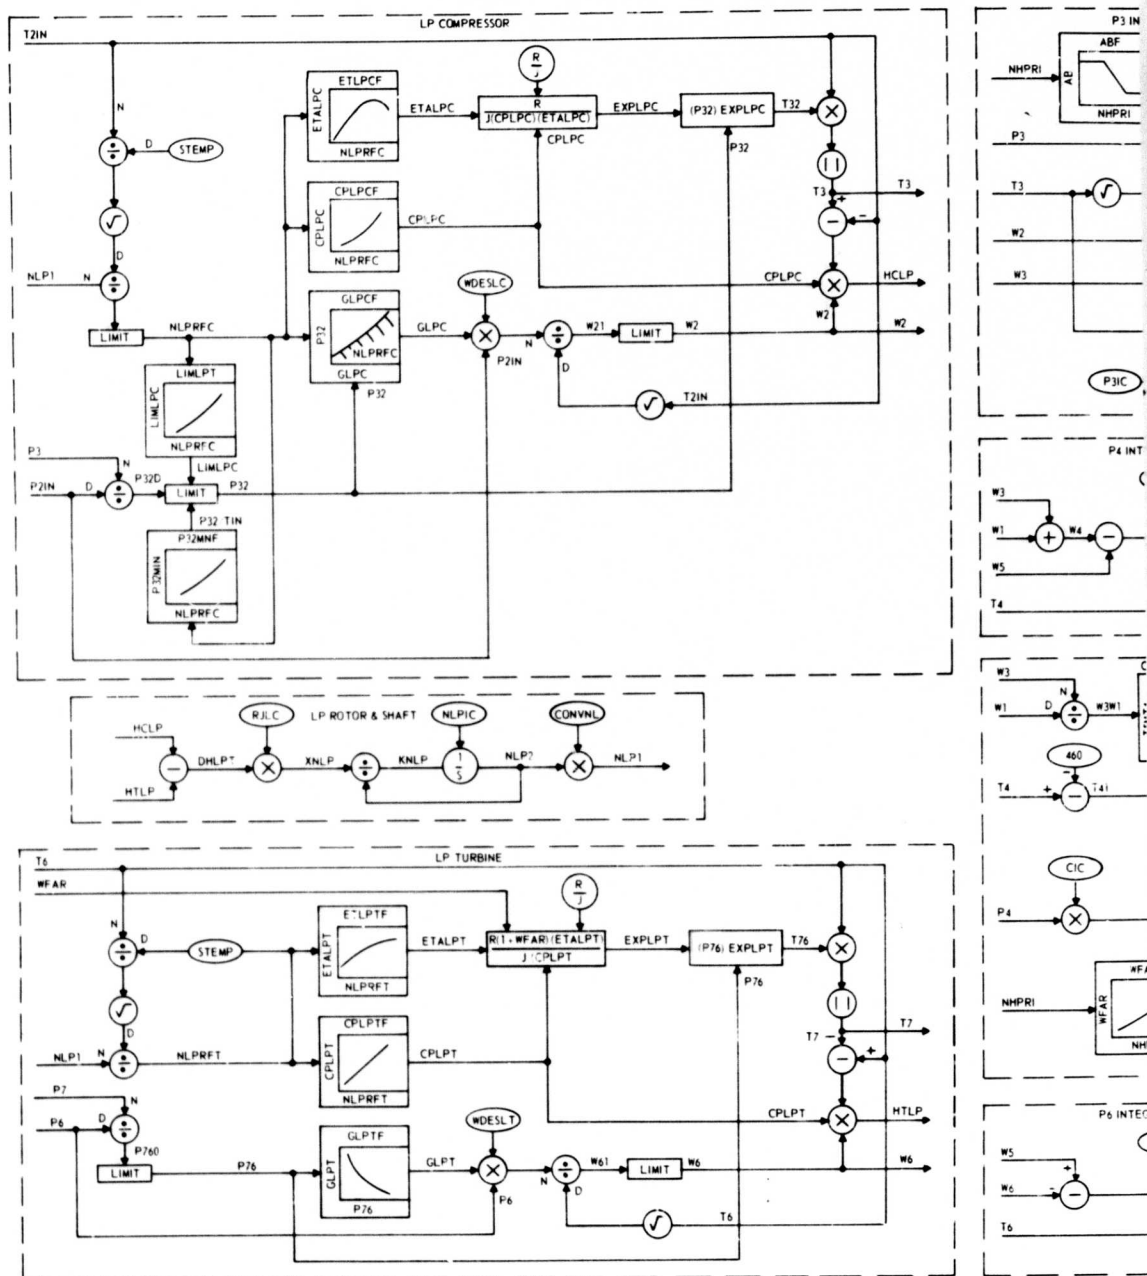 LP COMPRESSOR
T2IN
N
D
STEMP
√
D
NLP1
N
LIMIT
NLPRFC
ETLPCF
ETALPC
NLPRFC
ETALPC
R
J
R
J(CPLPC)(ETALPC)
EXPLPC
(P32) EXPLPC
T32
CPLPC
P32
T3
T3
+
-
CPLPCF
CPLPC
NLPRFC
CPLPC
CPLPC
HCLP
GLPCF
P32
NLPRFC
GLPC
GLPC
WDESLC
P2IN
N
D
W21
LIMIT
W2
W2
W2
√
T2IN
P32
LIMLPT
LIMLPC
NLPRFC
LIMLPC
P3
N
P2IN
D
P32D
LIMIT
P32
P32 TIN
P32MNF
P32MIN
NLPRFC
LP ROTOR & SHAFT
HCLP
HTLP
DHLPT
RJLC
XNLP
KNLP
NLPIC
1
S
NLP2
CONVNL
NLP1
LP TURBINE
T6
WFAR
N
D
STEMP
√
D
NLP1
N
NLPRFT
ETLPTF
ETALPT
NLPRFT
ETALPT
R
J
R(1+WFAR)(ETALPT)
J (CPLPT
EXPLPT
(P76) EXPLPT
T76
P76
T7
T7
-
+
CPLPTF
CPLPT
NLPRFT
CPLPT
CPLPT
HTLP
P7
N
P6
D
P760
LIMIT
P76
GLPTF
GLPT
P76
GLPT
WDESLT
P6
N
D
W61
LIMIT
W6
W6
√
T6
P3 IN
ABF
AB
NHPRI
NHPRI
P3
T3
√
W2
W3
P3IC
P4 INT
W3
W1
W4
W5
T4
W3
N
W1
D
W3W1
460
-
T4
+
T41
CIC
P4
NHPRI
WFAR
P6 INTEG
W5
+
W6
-
T6